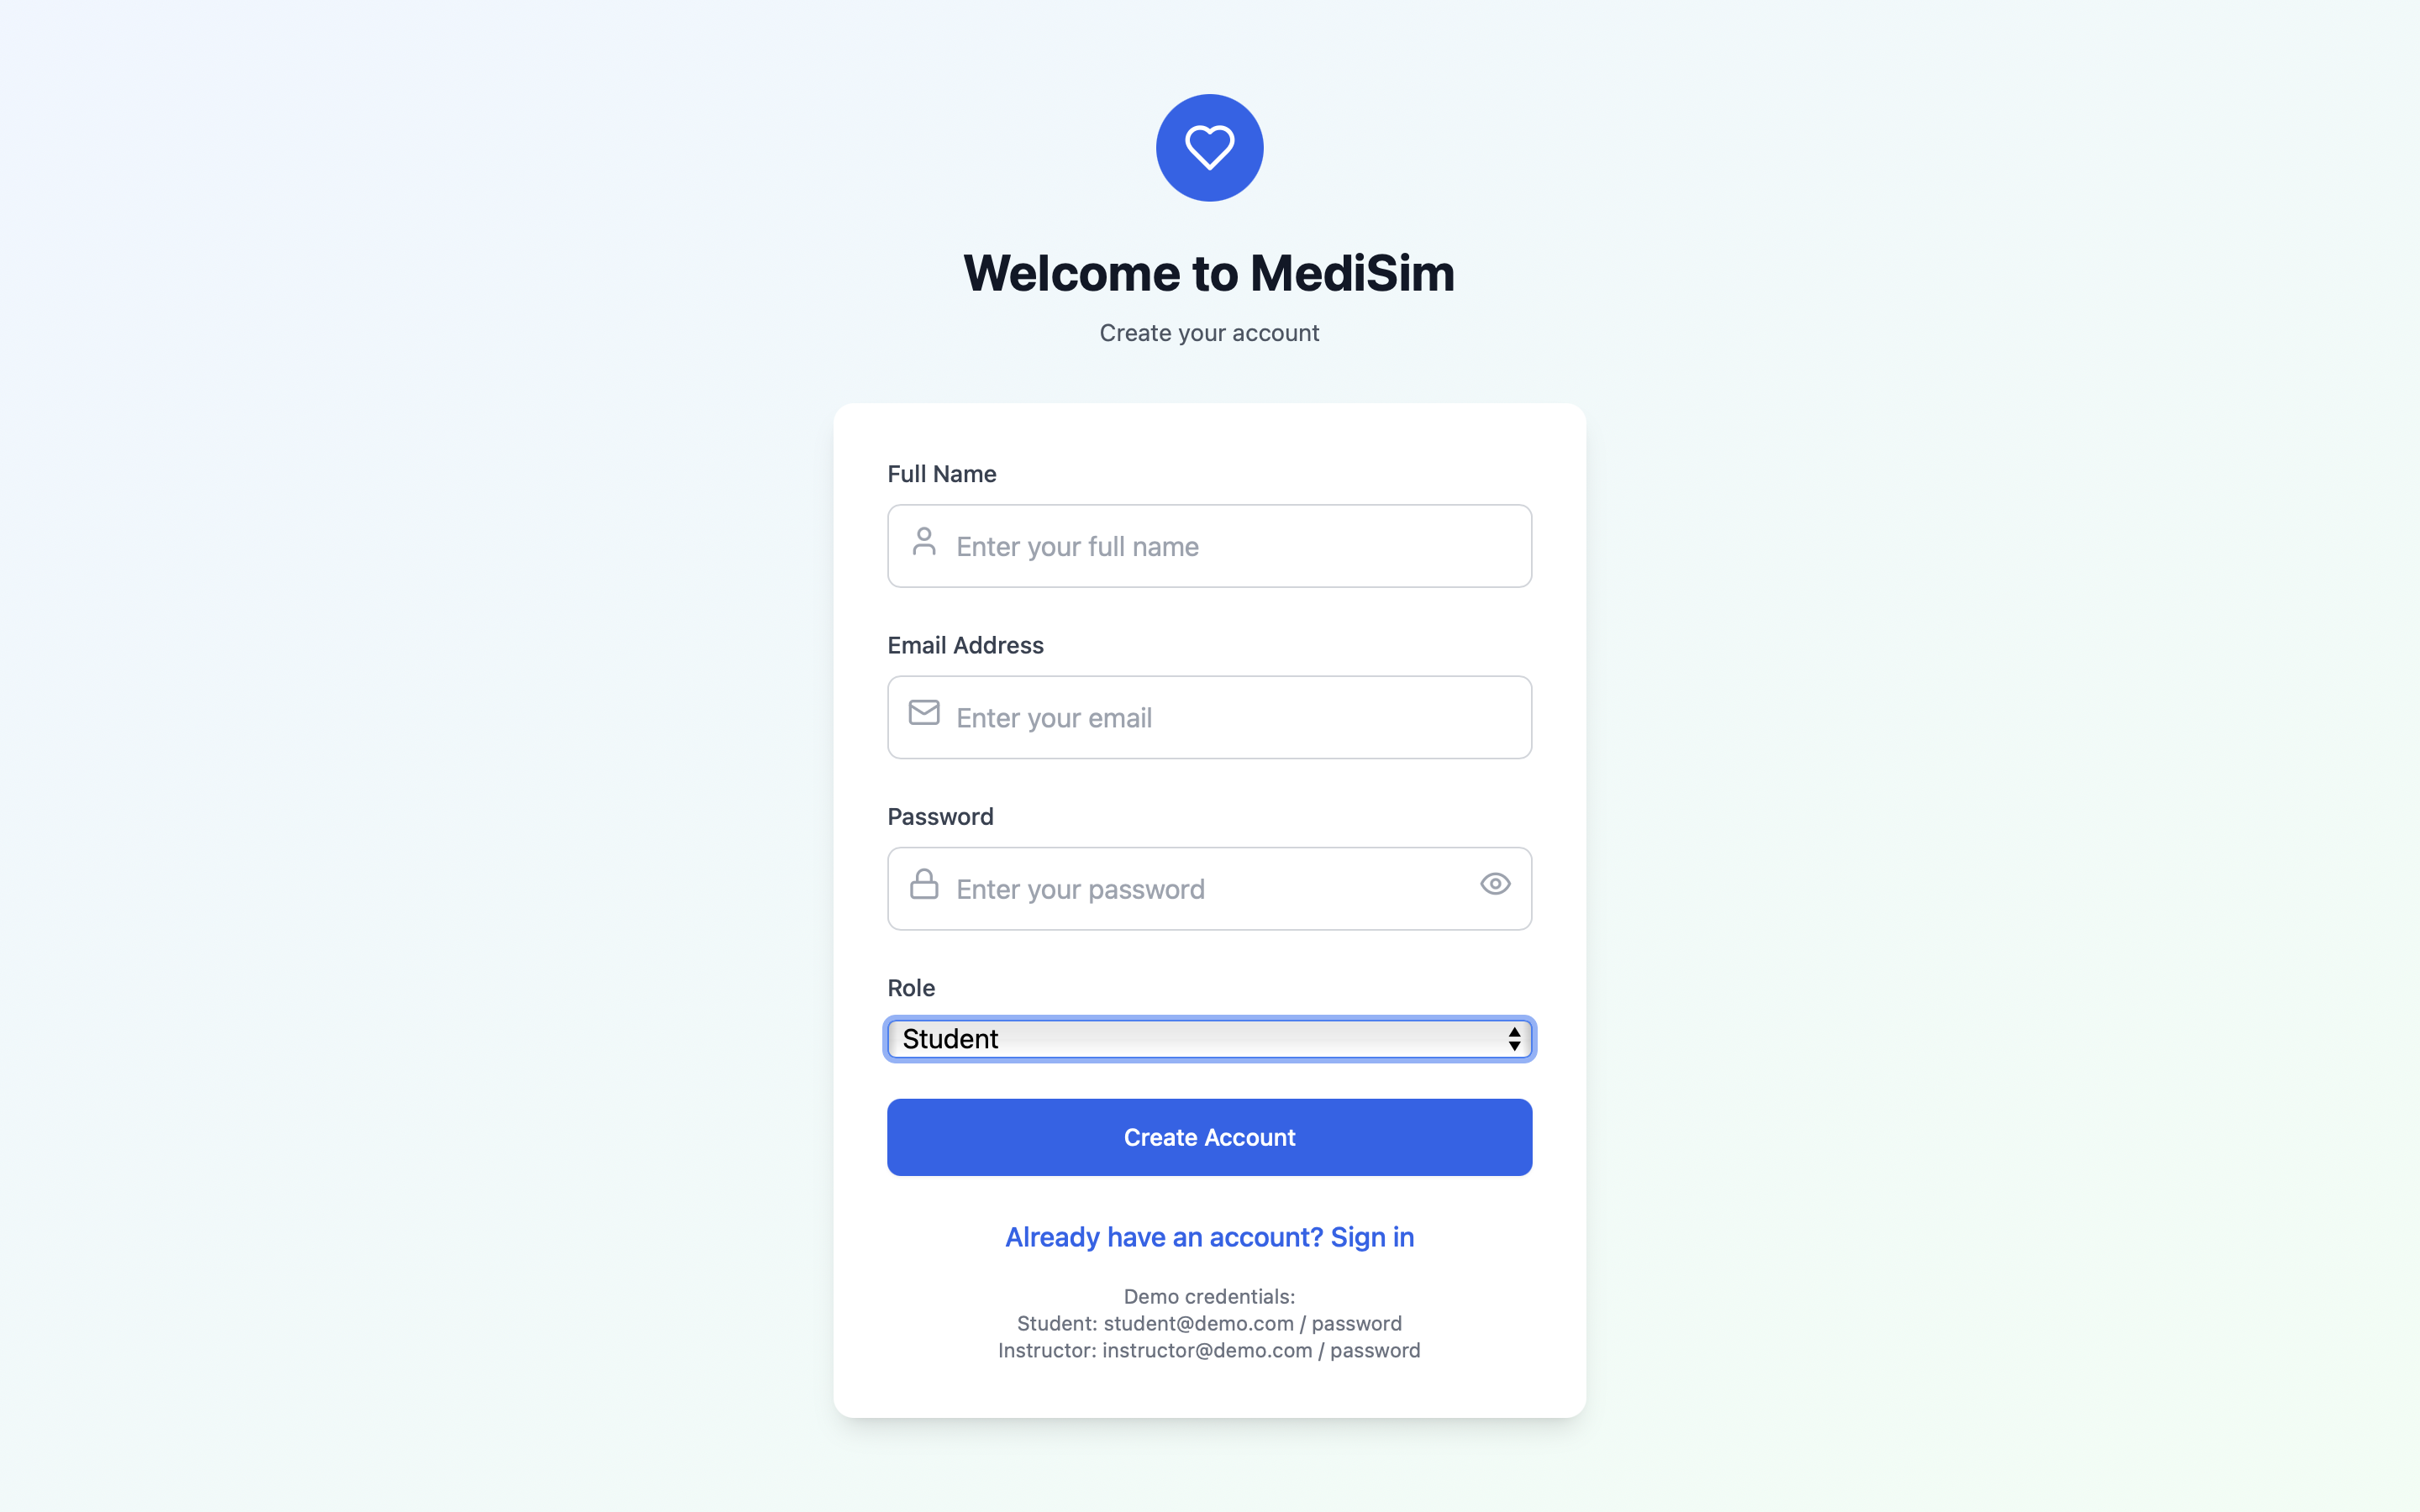 Welcome to MediSim
Create your account
Full Name
Enter your full name
Email Address
Enter your email
Password
Enter your password
Role
Student
Create Account
Already have an account? Sign in
Demo credentials:
Student: student@demo.com / password
Instructor: instructor@demo.com / password